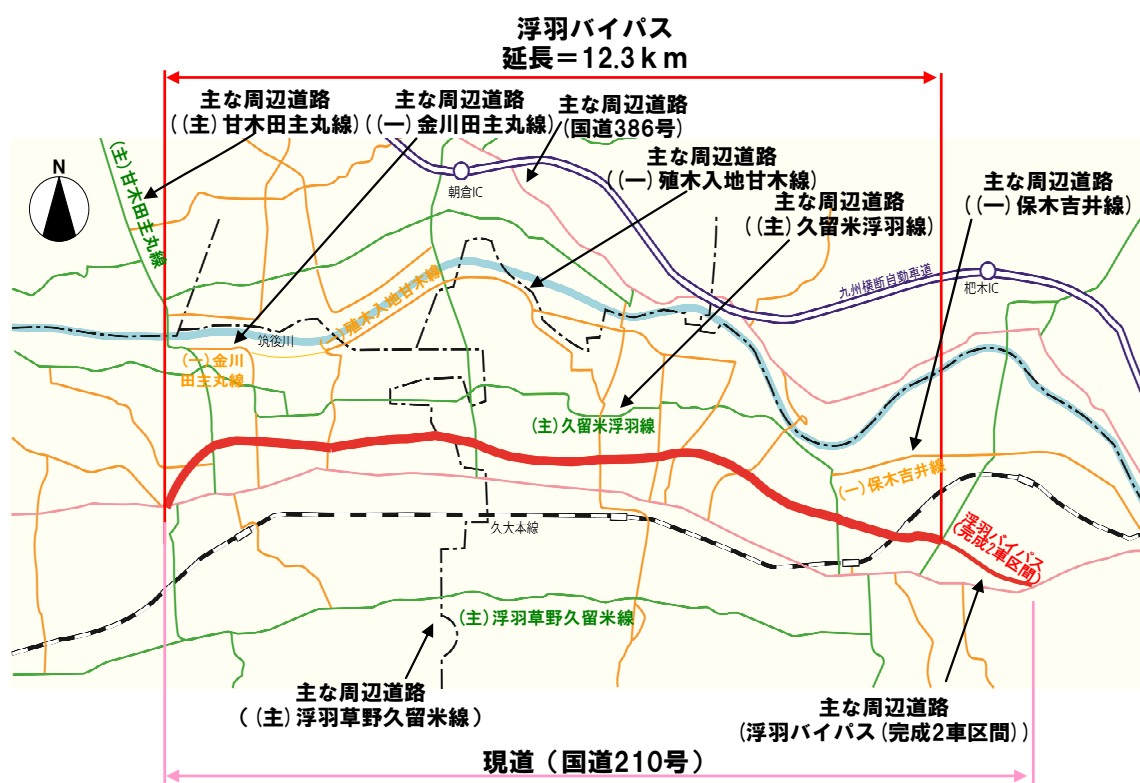 浮羽バイパス
延長＝12.3ｋｍ
主な周辺道路
((主)甘木田主丸線)
主な周辺道路
((一)金川田主丸線)
主な周辺道路
(国道386号)
主な周辺道路
((一)殖木入地甘木線)
主な周辺道路
((主)久留米浮羽線)
主な周辺道路
((一)保木吉井線)
N
(主)甘木田主丸線
朝倉IC
九州横断自動車道
杷木IC
(一)殖木入地甘木線
筑後川
(一)金川
田主丸線
(主)久留米浮羽線
(一)保木吉井線
久大本線
浮羽バイパス
(完成2車区間)
(主)浮羽草野久留米線
主な周辺道路
((主)浮羽草野久留米線)
主な周辺道路
(浮羽バイパス(完成2車区間))
現道（国道210号）